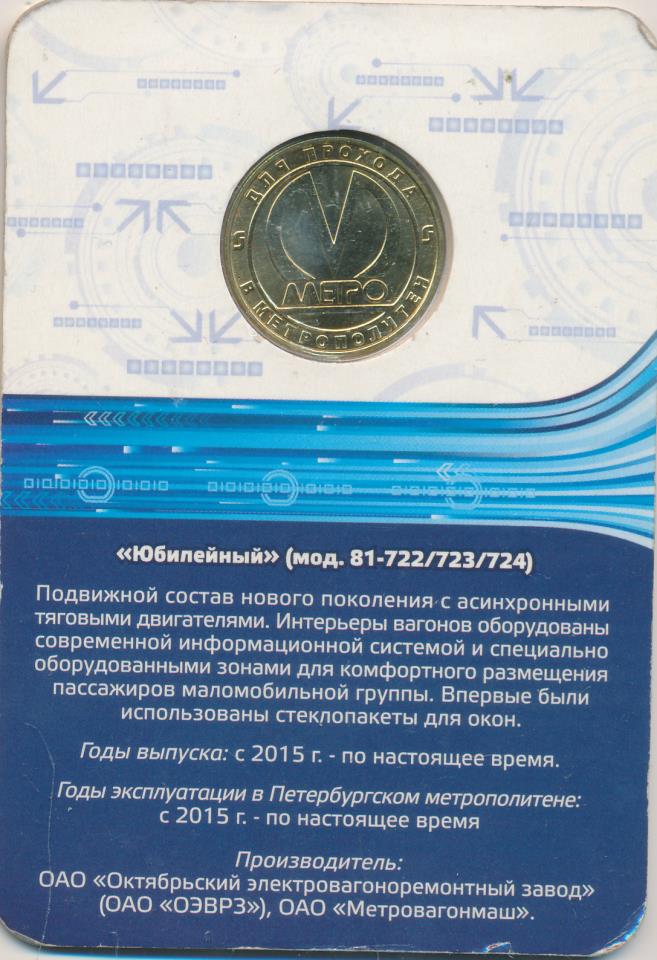 ДЛЯ ПРОХОДА
МЕТРО
В МЕТРОПОЛИТЕН
«Юбилейный» (мод. 81-722/723/724)
Подвижной состав нового поколения с асинхронными
тяговыми двигателями. Интерьеры вагонов оборудованы
современной информационной системой и специально
оборудованными зонами для комфортного размещения
пассажиров маломобильной группы. Впервые были
использованы стеклопакеты для окон.
Годы выпуска: с 2015 г. - по настоящее время.
Годы эксплуатации в Петербургском метрополитене:
с 2015 г. - по настоящее время
Производитель:
ОАО «Октябрьский электровагоноремонтный завод»
(ОАО «ОЭВРЗ»), ОАО «Метровагонмаш».